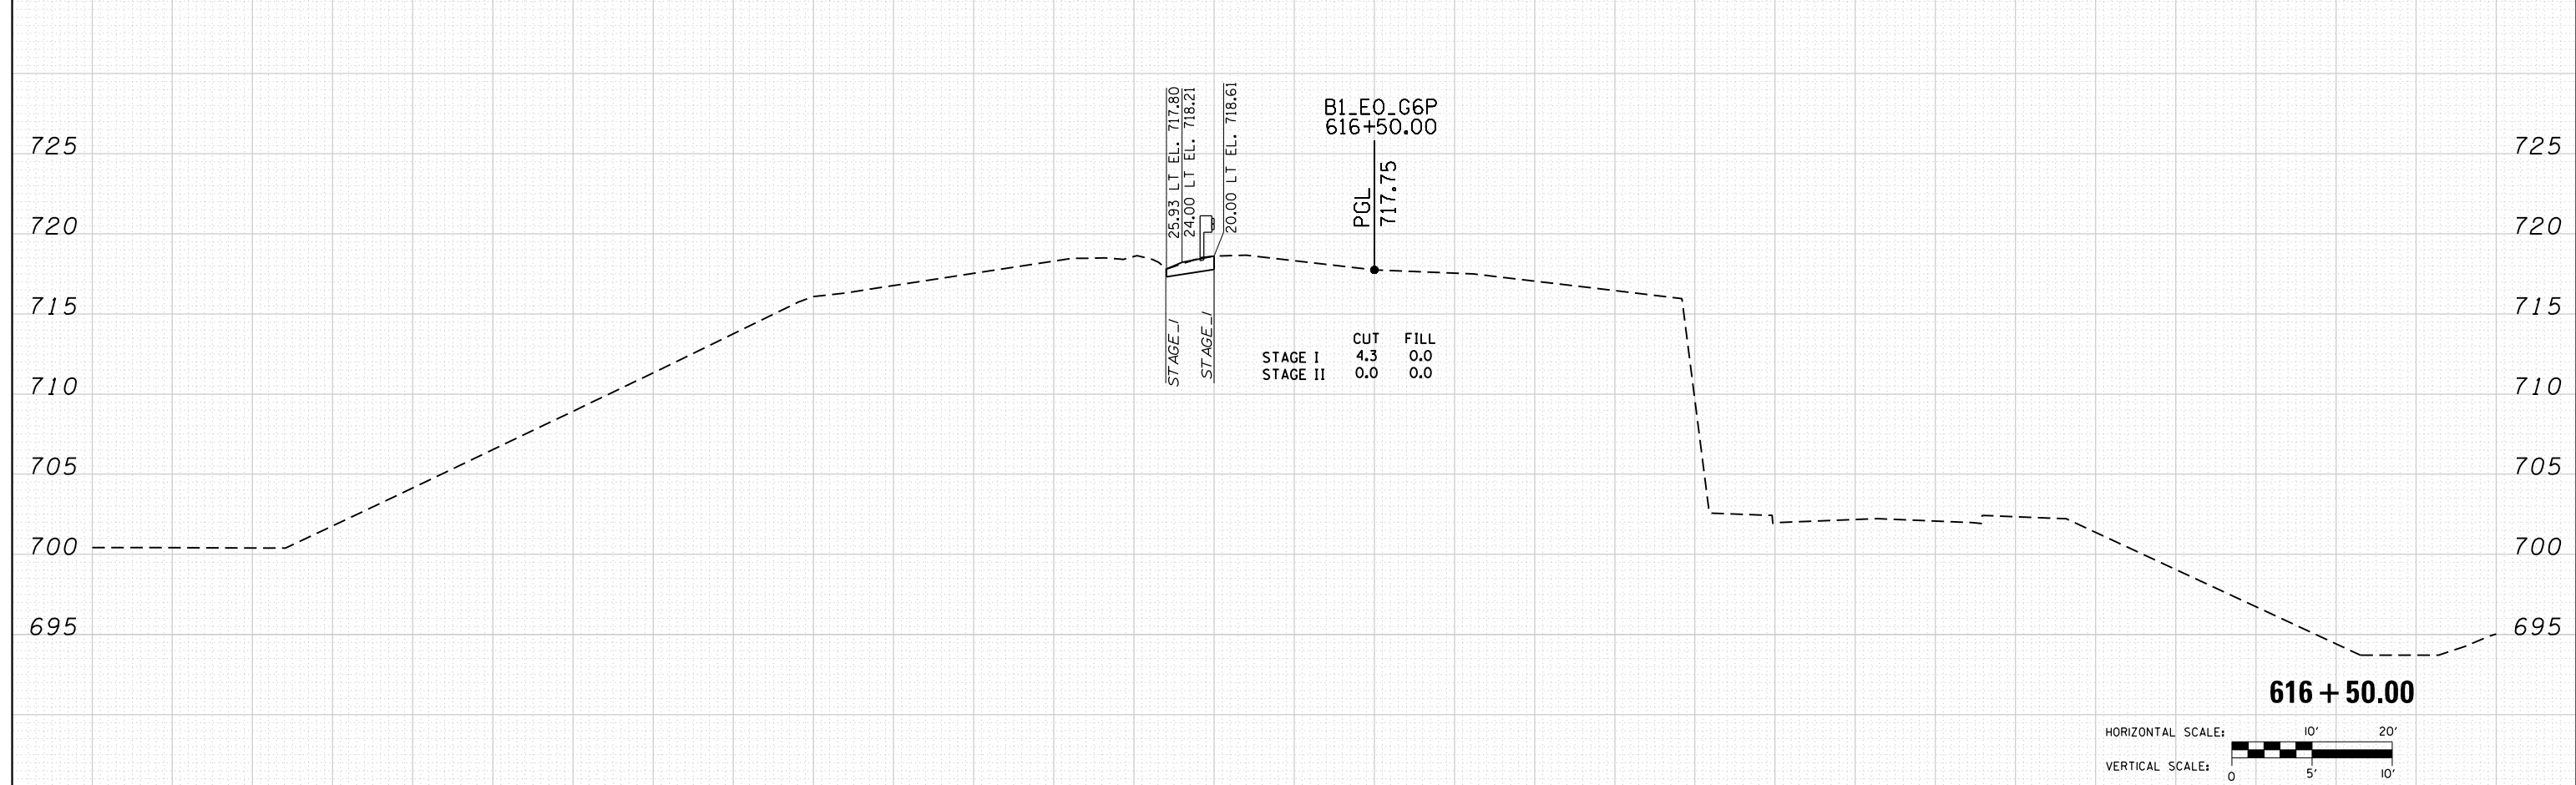 25.93 LT EL. 717.80
24.00 LT EL. 718.21
20.00 LT EL. 718.61
B1_EO_G6P
616+50.00
PGL
717.75
725 725
720 720
715 715
STAGE_I
STAGE_I
CUT FILL
STAGE I 4.3 0.0
STAGE II 0.0 0.0
710 710
705 705
700 700
695 695
616 + 50.00
HORIZONTAL SCALE: 10' 20'
VERTICAL SCALE: 0 5' 10'